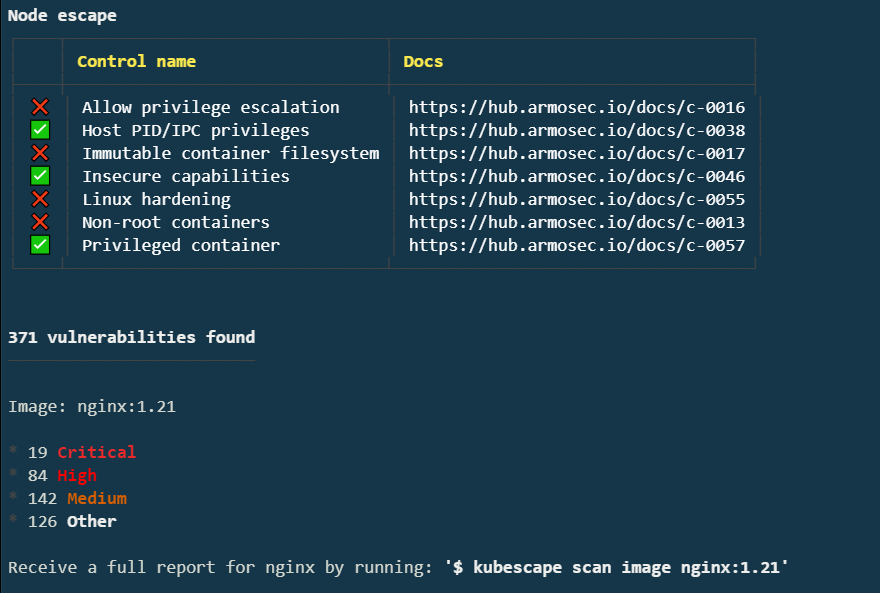 Node escape
Control name Docs
❌ Allow privilege escalation https://hub.armosec.io/docs/c-0016
✅ Host PID/IPC privileges https://hub.armosec.io/docs/c-0038
❌ Immutable container filesystem https://hub.armosec.io/docs/c-0017
✅ Insecure capabilities https://hub.armosec.io/docs/c-0046
❌ Linux hardening https://hub.armosec.io/docs/c-0055
❌ Non-root containers https://hub.armosec.io/docs/c-0013
✅ Privileged container https://hub.armosec.io/docs/c-0057
371 vulnerabilities found
Image: nginx:1.21
* 19 Critical
* 84 High
* 142 Medium
* 126 Other
Receive a full report for nginx by running: '$ kubescape scan image nginx:1.21'